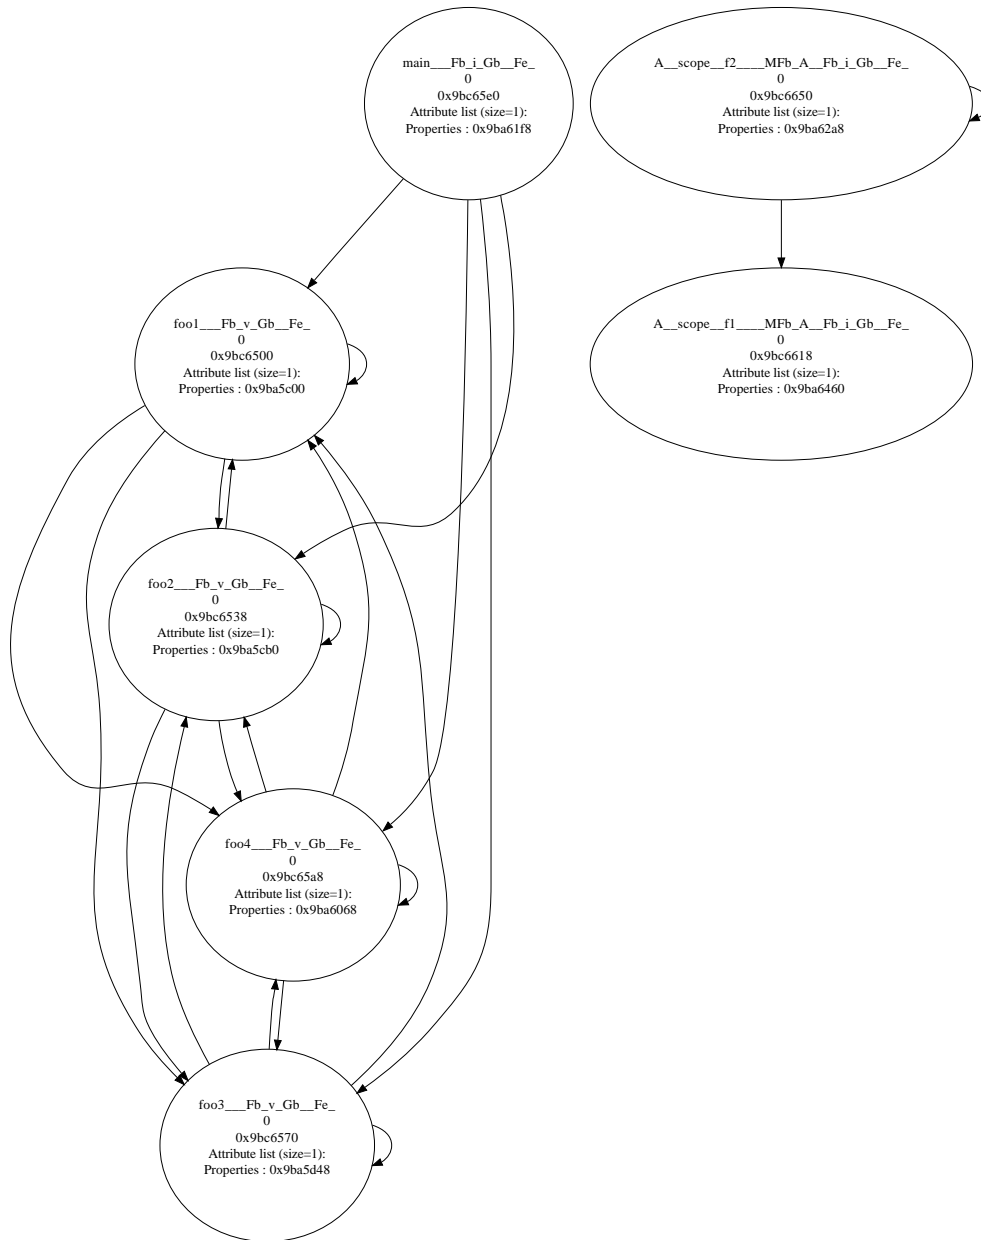 main___Fb_i_Gb__Fe_
0
0x9bc65e0
Attribute list (size=1):
Properties : 0x9ba61f8
A__scope__f2____MFb_A__Fb_i_Gb__Fe_
0
0x9bc6650
Attribute list (size=1):
Properties : 0x9ba62a8
foo1___Fb_v_Gb__Fe_
0
0x9bc6500
Attribute list (size=1):
Properties : 0x9ba5c00
A__scope__f1____MFb_A__Fb_i_Gb__Fe_
0
0x9bc6618
Attribute list (size=1):
Properties : 0x9ba6460
foo2___Fb_v_Gb__Fe_
0
0x9bc6538
Attribute list (size=1):
Properties : 0x9ba5cb0
foo4___Fb_v_Gb__Fe_
0
0x9bc65a8
Attribute list (size=1):
Properties : 0x9ba6068
foo3___Fb_v_Gb__Fe_
0
0x9bc6570
Attribute list (size=1):
Properties : 0x9ba5d48